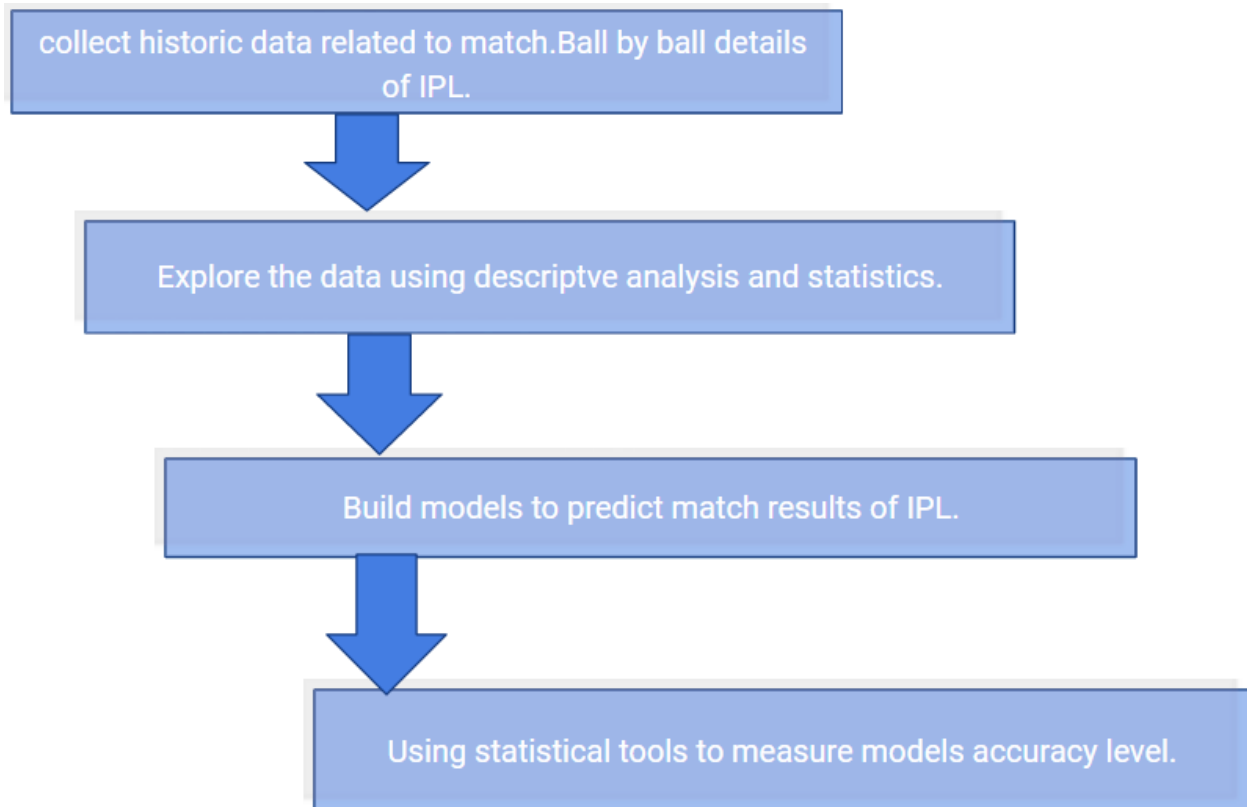 collect historic data related to match.Ball by ball details
of IPL.
Explore the data using descriptve analysis and statistics.
Build models to predict match results of IPL.
Using statistical tools to measure models accuracy level.